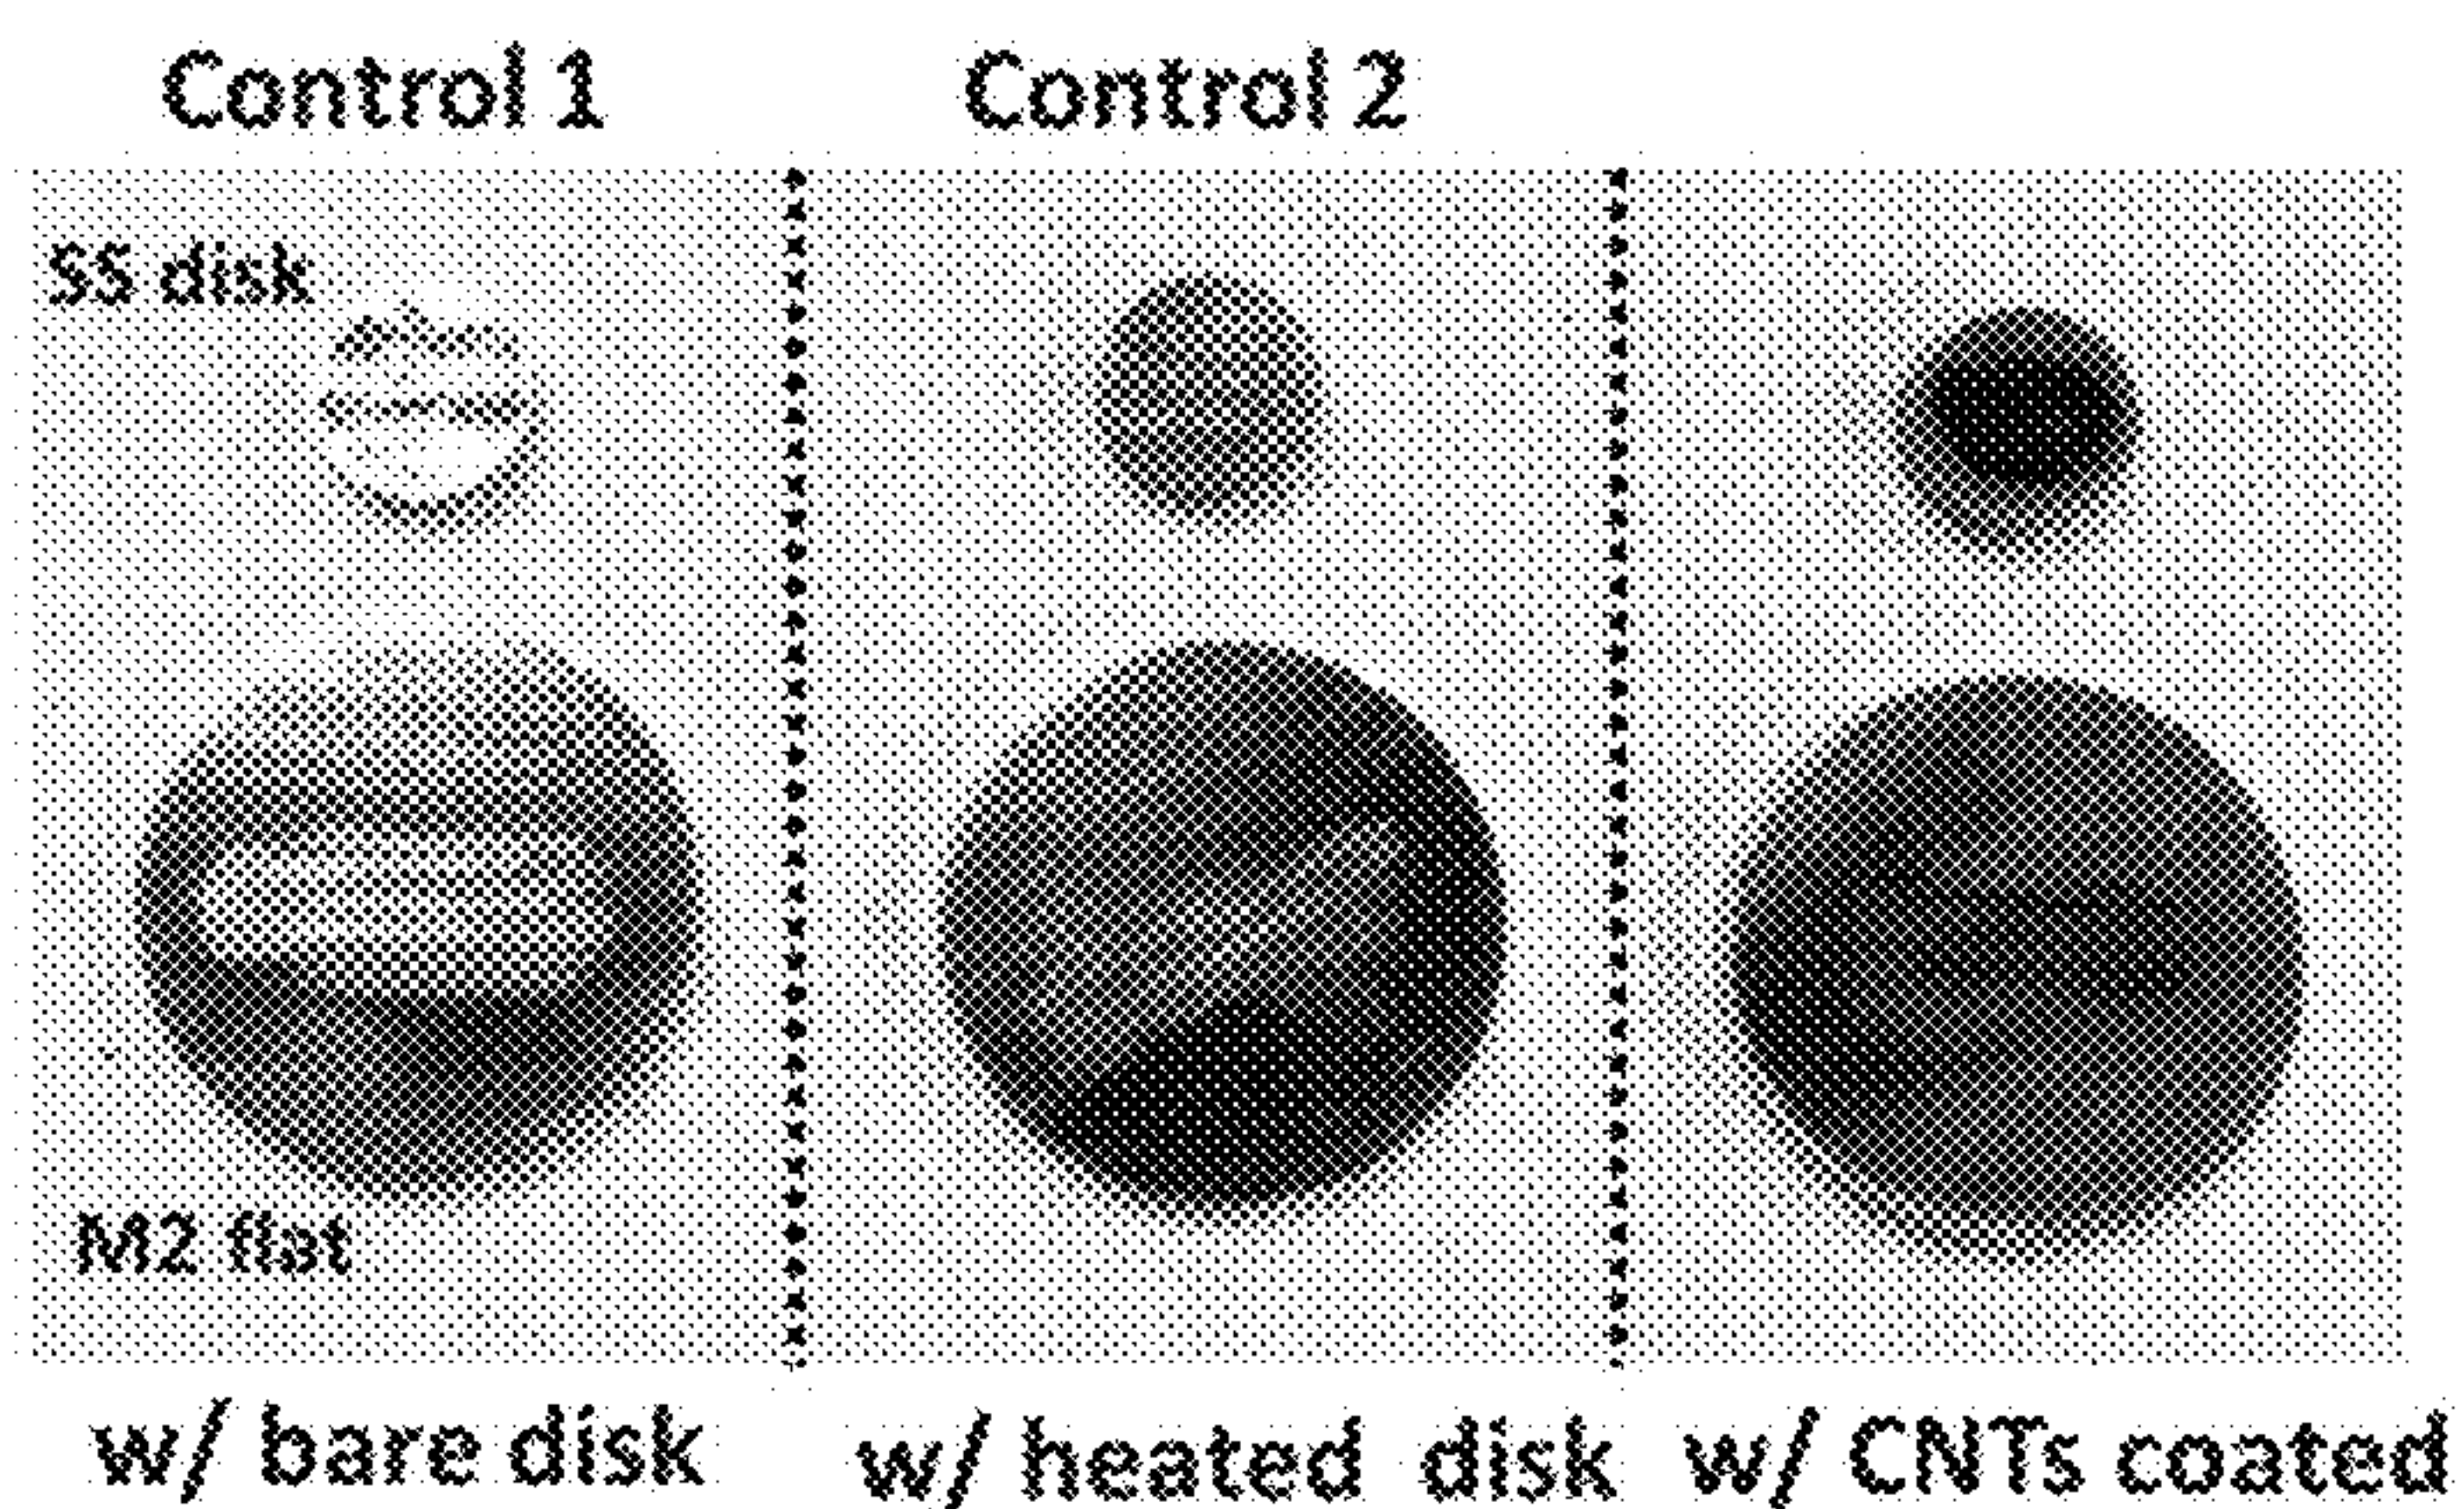 Control 1
Control 2
SS disk
M2 flat
w/ bare disk
w/ heated disk
w/ CNTs coated